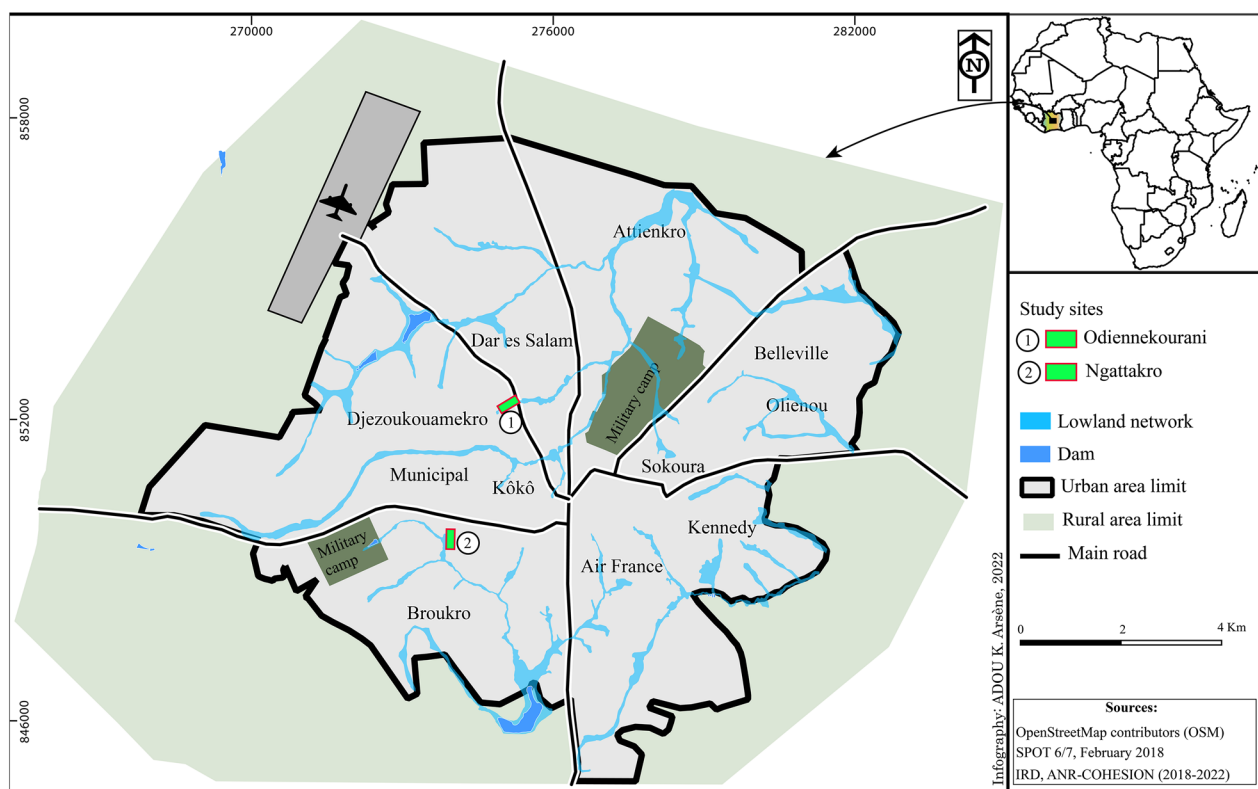 270000
276000
282000
858000
852000
846000
N
Attienkro
Dar es Salam
Belleville
Military camp
Olienou
Djezoukouamekro
1
Municipal
Sokoura
Kôkô
Kennedy
2
Military
camp
Air France
Broukro
Study sites
1 Odiennekourani
2 Ngattakro
Lowland network
Dam
Urban area limit
Rural area limit
Main road
0 2 4 Km
Infography: ADOU K. Arsène, 2022
Sources:
OpenStreetMap contributors (OSM)
SPOT 6/7, February 2018
IRD, ANR-COHESION (2018-2022)